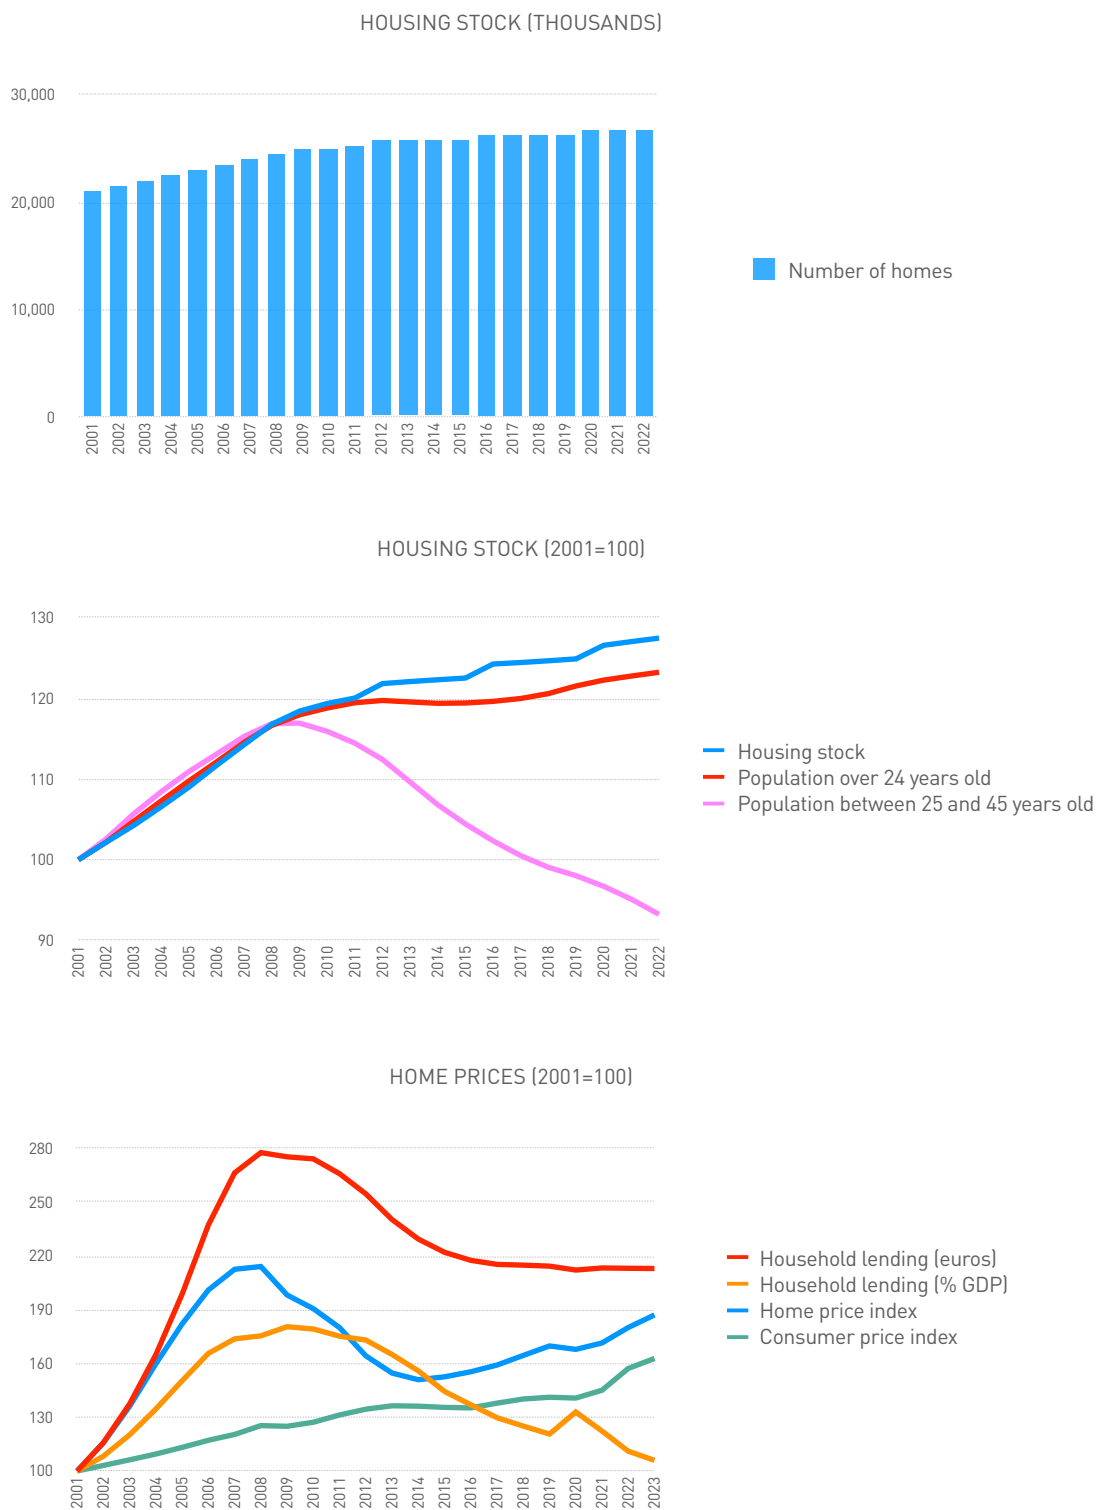 HOUSING STOCK (THOUSANDS)
30,000
20,000
10,000
0
2001 2002 2003 2004 2005 2006 2007 2008 2009 2010 2011 2012 2013 2014 2015 2016 2017 2018 2019 2020 2021 2022
Number of homes
HOUSING STOCK (2001=100)
130
120
110
100
90
2001 2002 2003 2004 2005 2006 2007 2008 2009 2010 2011 2012 2013 2014 2015 2016 2017 2018 2019 2020 2021 2022
Housing stock
Population over 24 years old
Population between 25 and 45 years old
HOME PRICES (2001=100)
280
250
220
190
160
130
100
2001 2002 2003 2004 2005 2006 2007 2008 2009 2010 2011 2012 2013 2014 2015 2016 2017 2018 2019 2020 2021 2022 2023
Household lending (euros)
Household lending (% GDP)
Home price index
Consumer price index